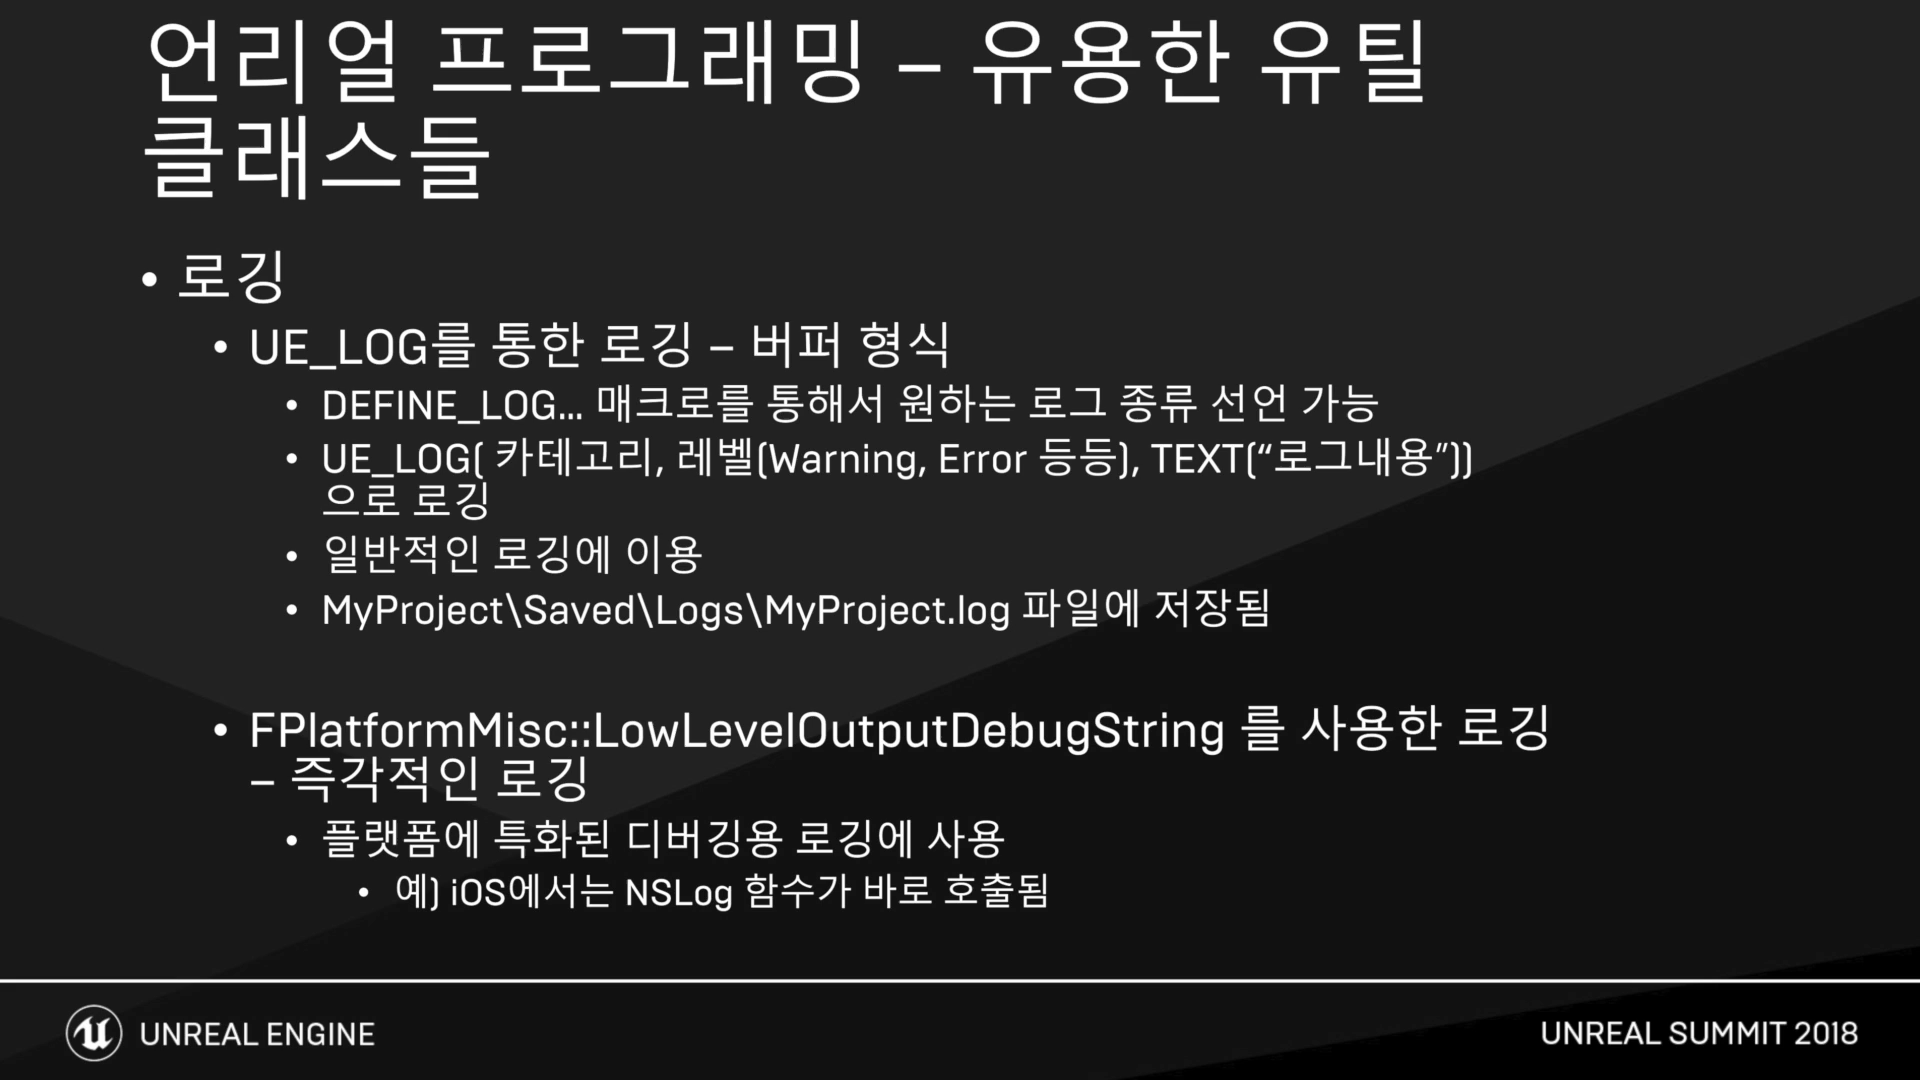 언리얼 프로그래밍 – 유용한 유틸
클래스들
• 로깅
• UE_LOG를 통한 로깅 – 버퍼 형식
• DEFINE_LOG... 매크로를 통해서 원하는 로그 종류 선언 가능
• UE_LOG( 카테고리, 레벨(Warning, Error 등등), TEXT(“로그내용”))
으로 로깅
• 일반적인 로깅에 이용
• MyProject\Saved\Logs\MyProject.log 파일에 저장됨
• FPlatformMisc::LowLevelOutputDebugString 를 사용한 로깅
– 즉각적인 로깅
• 플랫폼에 특화된 디버깅용 로깅에 사용
• 예) iOS에서는 NSLog 함수가 바로 호출됨
UNREAL ENGINE
UNREAL SUMMIT 2018